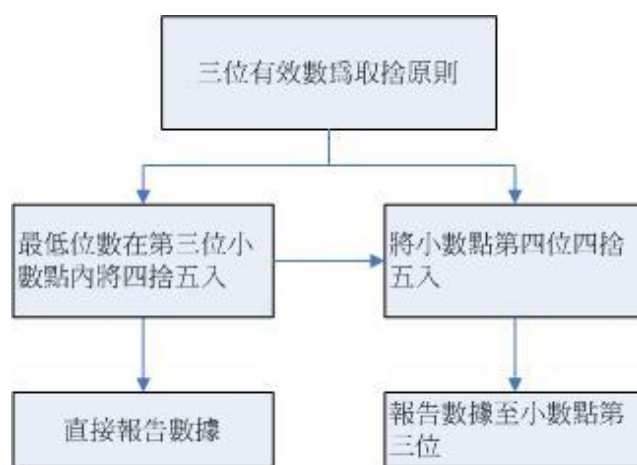 三位有效數爲取捨原則
最低位數在第三位小
數點內將四捨五入
將小數點第四位四捨
五入
直接報告數據
報告數據至小數點第
三位